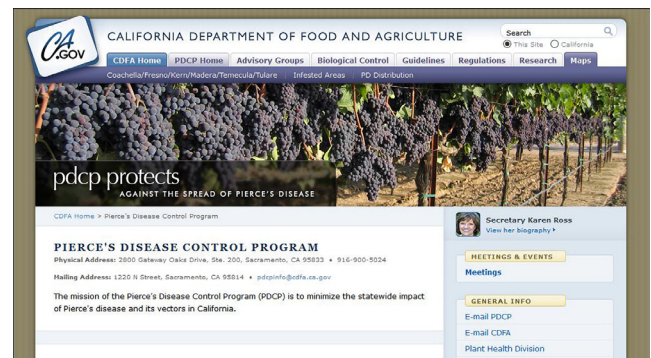 CA
.GOV
CALIFORNIA DEPARTMENT OF FOOD AND AGRICULTURE
Search
This Site California
CDFA Home PDCP Home Advisory Groups Biological Control Guidelines Regulations Research Maps
Coachella/Fresno/Kern/Madera/Temecula/Tulare | Infested Areas | PD Distribution
pdcp protects
AGAINST THE SPREAD OF PIERCE'S DISEASE
CDFA Home > Pierce's Disease Control Program
PIERCE'S DISEASE CONTROL PROGRAM
Physical Address: 2800 Gateway Oaks Drive, Ste. 200, Sacramento, CA 95833 • 916-900-5024
Mailing Address: 1220 N Street, Sacramento, CA 95814 • pdcpinfo@cdfa.ca.gov
The mission of the Pierce's Disease Control Program (PDCP) is to minimize the statewide impact
of Pierce's disease and its vectors in California.
Secretary Karen Ross
View her biography
MEETINGS & EVENTS
Meetings
GENERAL INFO
E-mail PDCP
E-mail CDFA
Plant Health Division